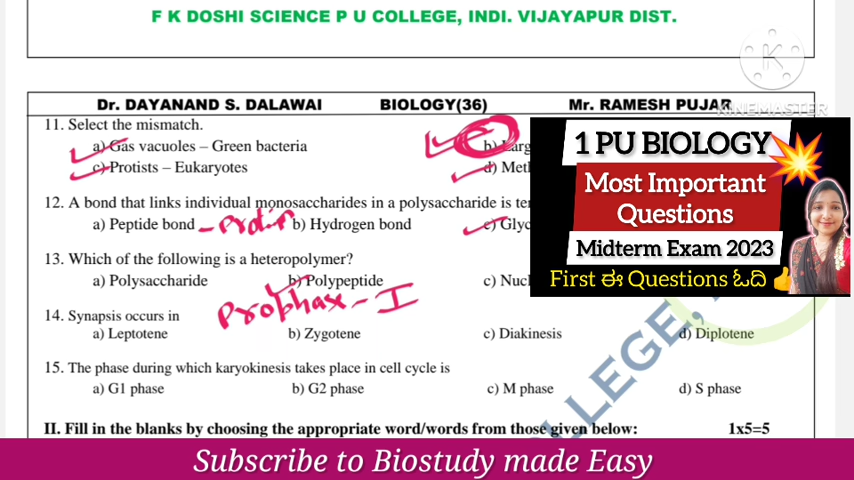 F K DOSHI SCIENCE P U COLLEGE, INDI. VIJAYAPUR DIST.
KINEMASTER
Dr. DAYANAND S. DALAWAI BIOLOGY(36) Mr. RAMESH PUJAR
11. Select the mismatch.
a) Gas vacuoles – Green bacteria b)
c) Protists – Eukaryotes d)
12. A bond that links individual monosaccharides in a polysaccharide is
a) Peptide bond - Protin b) Hydrogen bond c)
13. Which of the following is a heteropolymer?
a) Polysaccharide b) Polypeptide c)
Prophase - I
14. Synapsis occurs in
a) Leptotene b) Zygotene c) Diakinesis d) Diplotene
15. The phase during which karyokinesis takes place in cell cycle is
a) G1 phase b) G2 phase c) M phase d) S phase
II. Fill in the blanks by choosing the appropriate word/words from those given below: 1x5=5
1 PU BIOLOGY
Most Important
Questions
Midterm Exam 2023
First ಈ Questions ಓದಿ
Subscribe to Biostudy made Easy